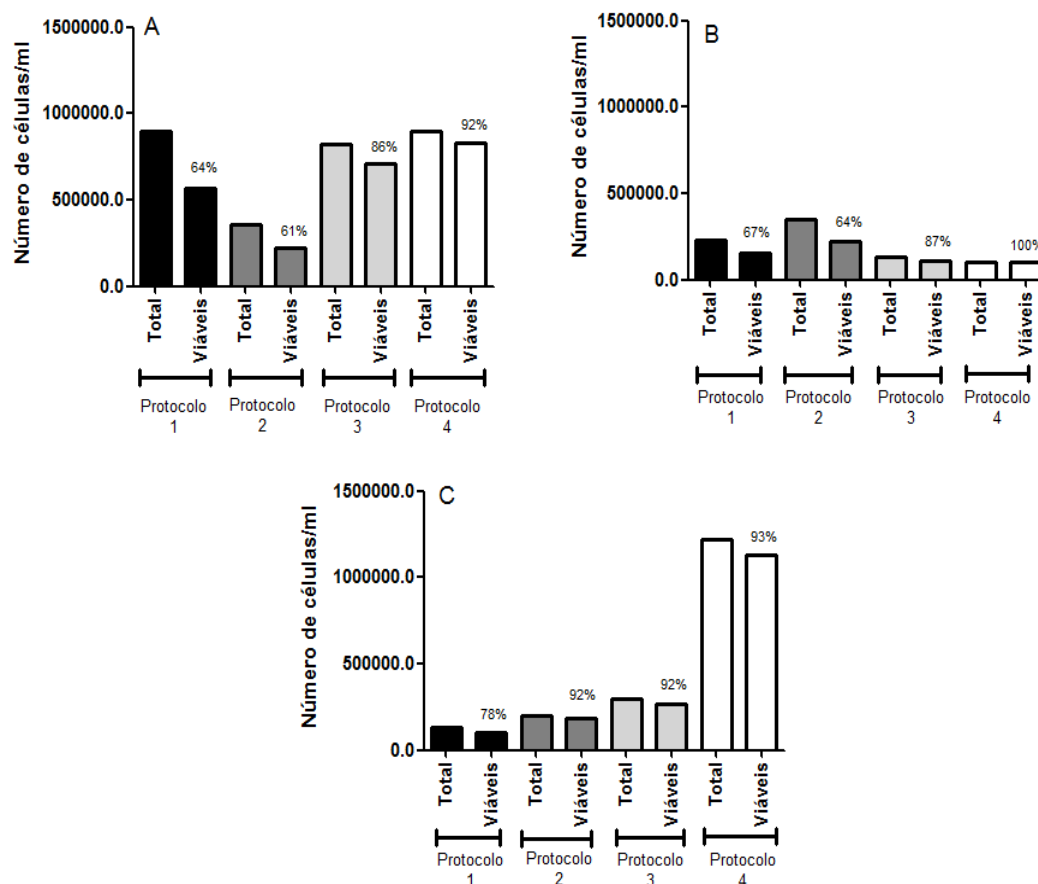 A
Número de células/ml
1500000.0
1000000.0
500000.0
0.0
64%
61%
86%
92%
Total
Viáveis
Total
Viáveis
Total
Viáveis
Total
Viáveis
Protocolo
1
Protocolo
2
Protocolo
3
Protocolo
4
B
Número de células/ml
1500000.0
1000000.0
500000.0
0.0
67%
64%
87%
100%
Total
Viáveis
Total
Viáveis
Total
Viáveis
Total
Viáveis
Protocolo
1
Protocolo
2
Protocolo
3
Protocolo
4
C
Número de células/ml
1500000.0
1000000.0
500000.0
0.0
78%
92%
92%
93%
Total
Viáveis
Total
Viáveis
Total
Viáveis
Total
Viáveis
Protocolo
1
Protocolo
2
Protocolo
3
Protocolo
4